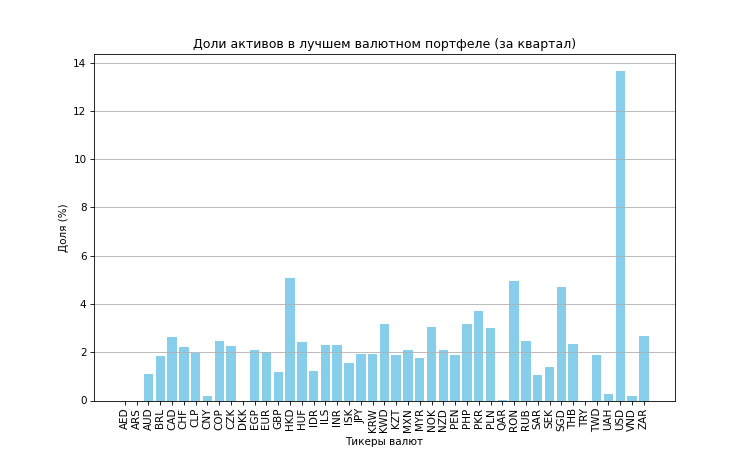 Доли активов в лучшем валютном портфеле (за квартал)
Доля (%)
14
12
10
8
6
4
2
0
AED ARS AUD BRL CAD CHF CLP CNY COP CZK DKK EGP EUR GBP HKD HUF IDR ILS INR ISK JPY KRW KWD KZT MXN MYR NOK NZD PEN PHP PKR PLN QAR RON RUB SAR SEK SGD THB TRY TWD UAH USD VND ZAR
Тикеры валют